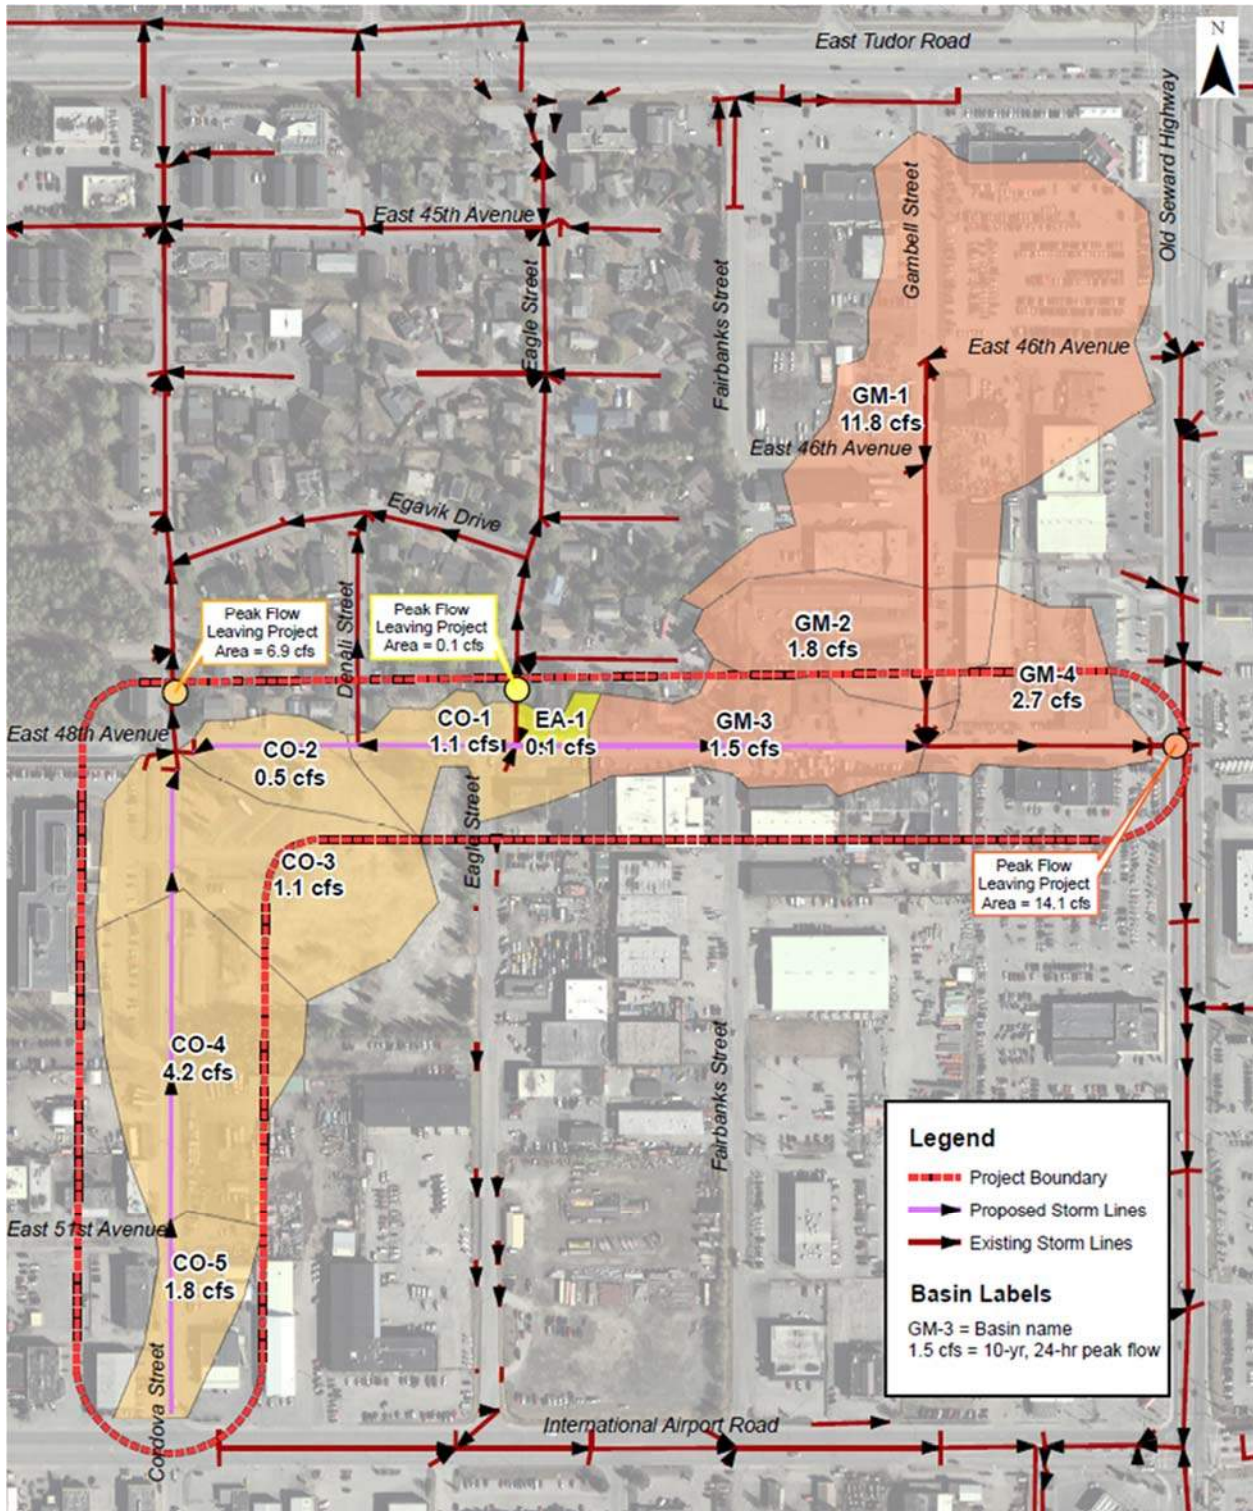 East Tudor Road
N
Old Seward Highway
East 45th Avenue
Eagle Street
Fairbanks Street
Gambell Street
East 46th Avenue
GM-1
11.8 cfs
East 46th Avenue
Egavik Drive
Denali Street
Peak Flow
Leaving Project
Area = 6.9 cfs
Peak Flow
Leaving Project
Area = 0.1 cfs
GM-2
1.8 cfs
GM-4
2.7 cfs
East 48th Avenue
CO-2
0.5 cfs
CO-1
1.1 cfs
EA-1
0.1 cfs
GM-3
1.5 cfs
Eagle Street
CO-3
1.1 cfs
Peak Flow
Leaving Project
Area = 14.1 cfs
CO-4
4.2 cfs
Fairbanks Street
East 51st Avenue
CO-5
1.8 cfs
Cordova Street
International Airport Road
Legend
Project Boundary
Proposed Storm Lines
Existing Storm Lines
Basin Labels
GM-3 = Basin name
1.5 cfs = 10-yr, 24-hr peak flow